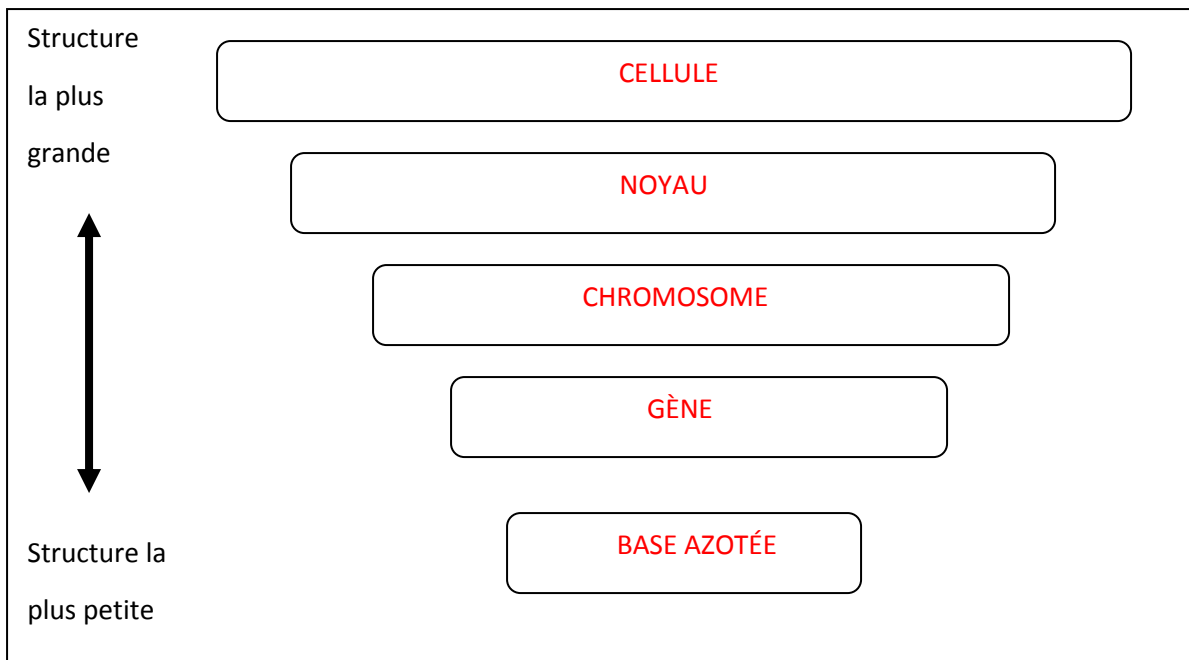 Structure
la plus
grande
CELLULE
NOYAU
CHROMOSOME
GÈNE
BASE AZOTÉE
Structure la
plus petite